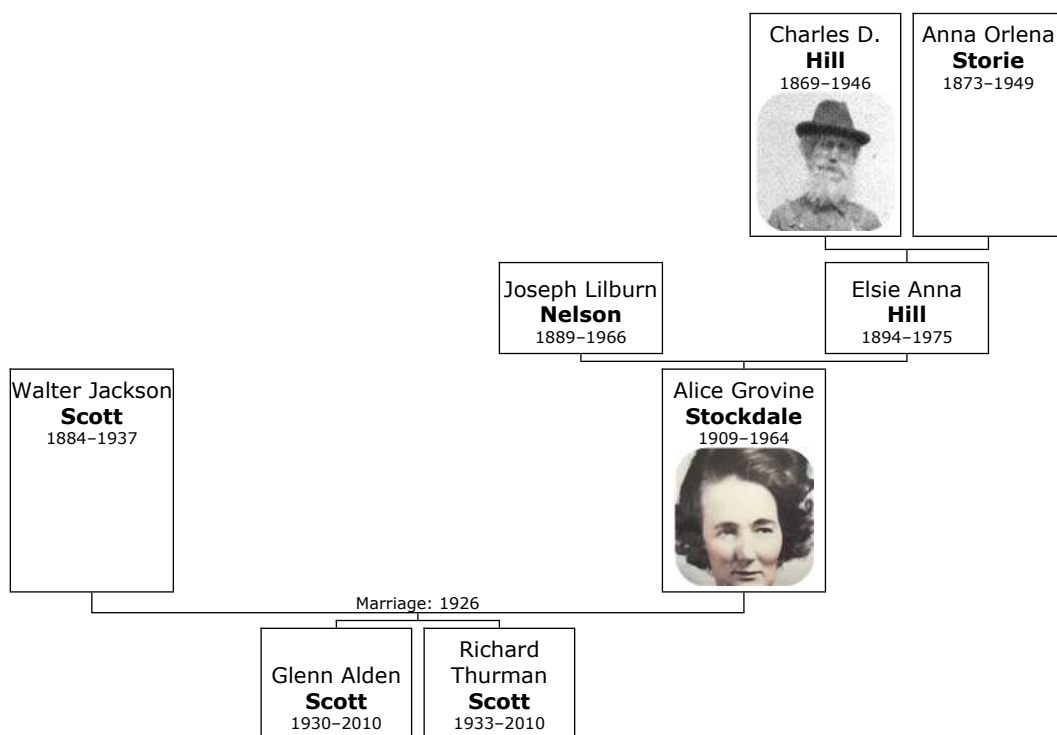 Charles D.
Hill
1869–1946
Anna Orlena
Storie
1873–1949
Joseph Lilburn
Nelson
1889–1966
Elsie Anna
Hill
1894–1975
Walter Jackson
Scott
1884–1937
Alice Grovine
Stockdale
1909–1964
Marriage: 1926
Glenn Alden
Scott
1930–2010
Richard
Thurman
Scott
1933–2010